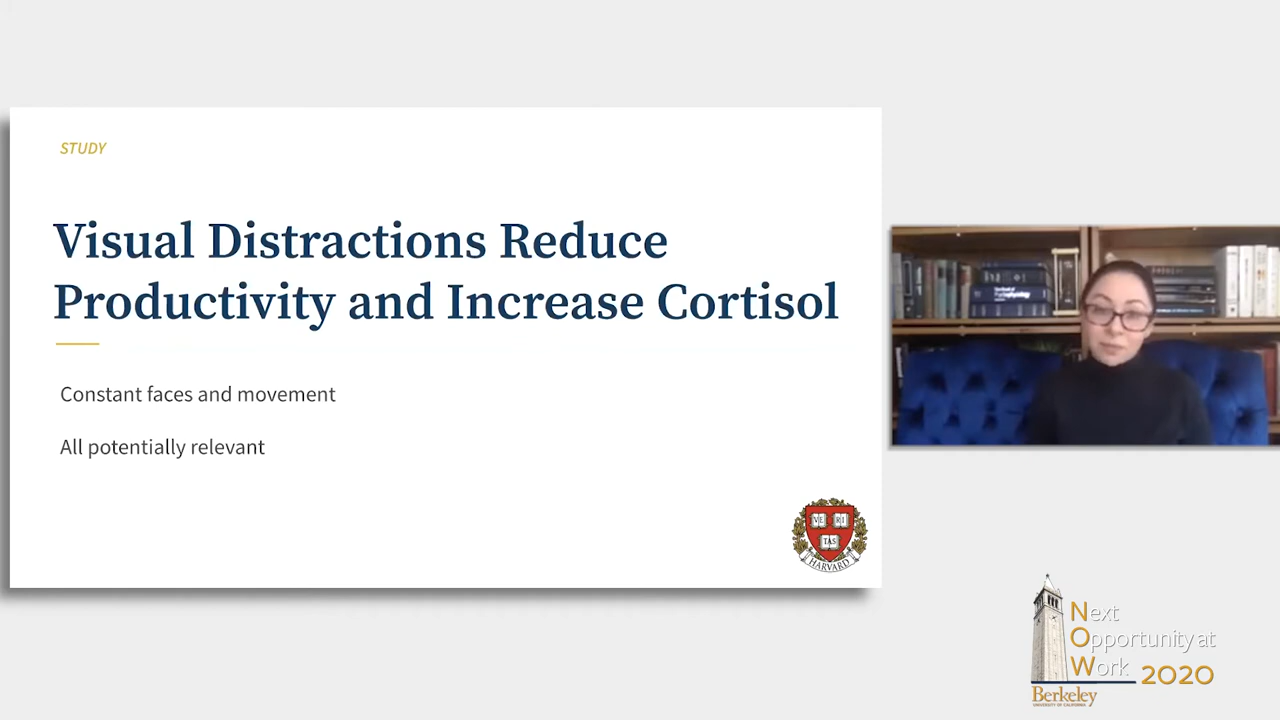 STUDY
Visual Distractions Reduce
Productivity and Increase Cortisol
Constant faces and movement
All potentially relevant
VE RI
TAS
HARVARD
Next
Opportunity at
Work 2020
Berkeley
UNIVERSITY OF CALIFORNIA